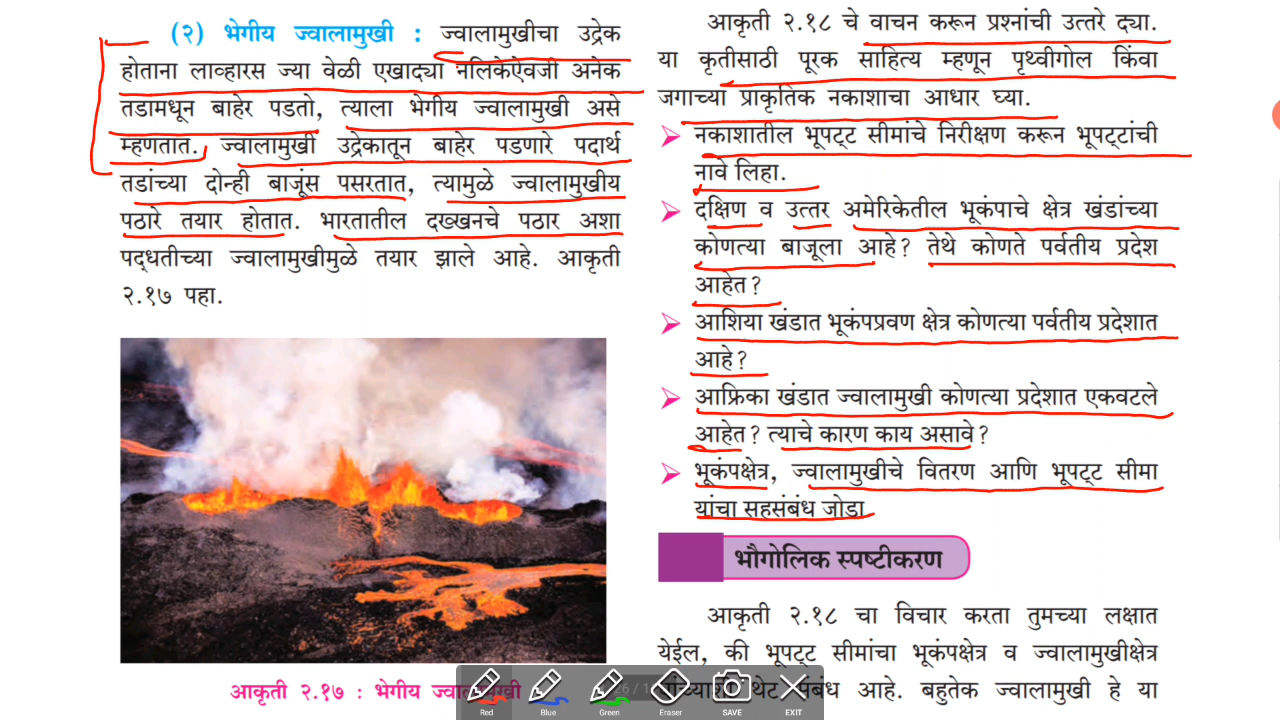 (२) भेगीय ज्वालामुखी : ज्वालामुखीचा उद्रेक
होताना लाव्हारस ज्या वेळी एखाद्या नलिकेऐवजी अनेक
तडामधून बाहेर पडतो, त्याला भेगीय ज्वालामुखी असे
म्हणतात. ज्वालामुखी उद्रेकातून बाहेर पडणारे पदार्थ
तडांच्या दोन्ही बाजूंस पसरतात, त्यामुळे ज्वालामुखीय
पठारे तयार होतात. भारतातील दख्खनचे पठार अशा
पद्धतीच्या ज्वालामुखीमुळे तयार झाले आहे. आकृती
२.१७ पहा.
आकृती २.१७ : भेगीय
आकृती २.१८ चे वाचन करून प्रश्नांची उत्तरे द्या.
या कृतीसाठी पूरक साहित्य म्हणून पृथ्वीगोल किंवा
जगाच्या प्राकृतिक नकाशाचा आधार घ्या.
➤ नकाशातील भूपट्ट सीमांचे निरीक्षण करून भूपट्टांची
नावे लिहा.
➤ दक्षिण व उत्तर अमेरिकेतील भूकंपाचे क्षेत्र खंडांच्या
कोणत्या बाजूला आहे? तेथे कोणते पर्वतीय प्रदेश
आहेत?
➤ आशिया खंडात भूकंपप्रवण क्षेत्र कोणत्या पर्वतीय प्रदेशात
आहे?
➤ आफ्रिका खंडात ज्वालामुखी कोणत्या प्रदेशात एकवटले
आहेत? त्याचे कारण काय असावे?
➤ भूकंपक्षेत्र, ज्वालामुखीचे वितरण आणि भूपट्ट सीमा
यांचा सहसंबंध जोडा.
भौगोलिक स्पष्टीकरण
आकृती २.१८ चा विचार करता तुमच्या लक्षात
येईल, की भूपट्ट सीमांचा भूकंपक्षेत्र व ज्वालामुखीक्षेत्र
थेट संबंध आहे. बहुतेक ज्वालामुखी हे या
Red Blue Green Eraser SAVE EXIT